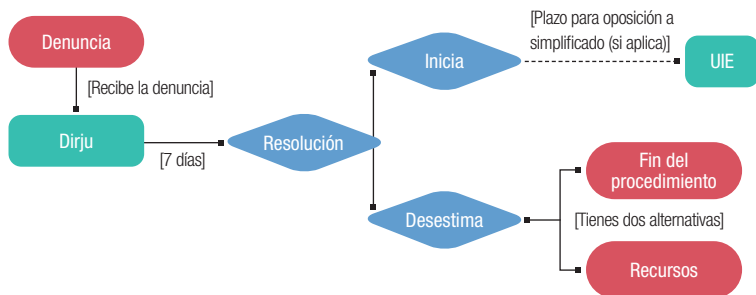 Denuncia
[Recibe la denuncia]
Dirju
[7 días]
Resolución
Inicia
[Plazo para oposición a
simplificado (si aplica)]
UIE
Desestima
Fin del
procedimiento
[Tienes dos alternativas]
Recursos